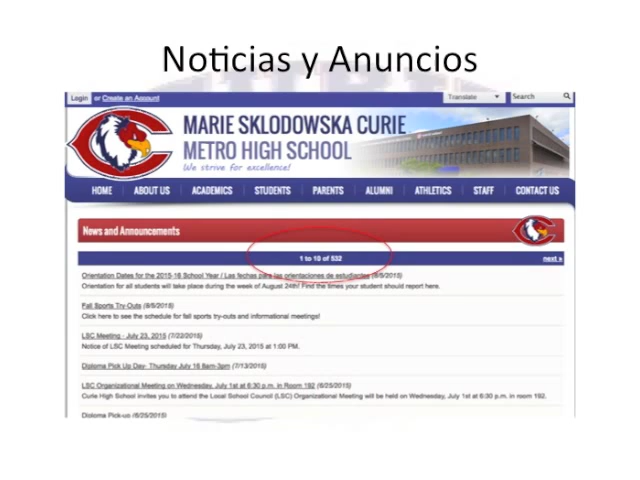 Noticias y Anuncios
Login or Create an Account
Translate
Search
MARIE SKLODOWSKA CURIE
METRO HIGH SCHOOL
We strive for excellence!
HOME ABOUT US ACADEMICS STUDENTS PARENTS ALUMNI ATHLETICS STAFF CONTACT US
News and Announcements
1 to 10 of 532 next »
Orientation Dates for the 2015-16 School Year / Las fechas para las orientaciones de estudiantes (8/5/2015)
Orientation for all students will take place during the week of August 24th! Find the times your student should report here.
Fall Sports Try-Outs (8/5/2015)
Click here to see the schedule for fall sports try-outs and informational meetings!
LSC Meeting - July 23, 2015 (7/22/2015)
Notice of LSC Meeting scheduled for Thursday, July 23, 2015 at 1:00 PM.
Diploma Pick Up Day- Thursday July 16 8am-3pm (7/13/2015)
LSC Organizational Meeting on Wednesday, July 1st at 6:30 p.m. in Room 192 (6/25/2015)
Curie High School invites you to attend the Local School Council (LSC) Organizational Meeting will be held on Wednesday, July 1st at 6:30 p.m. in room 192.
Diploma Pick-up (6/25/2015)